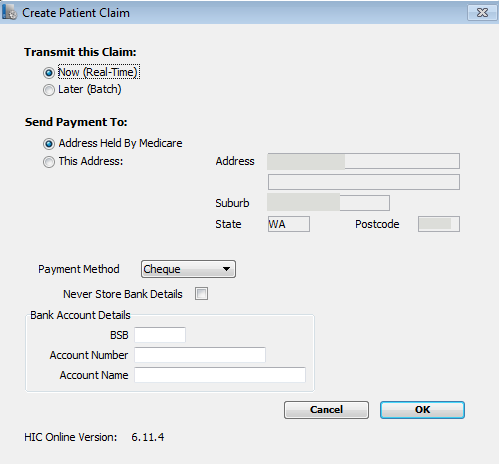 Create Patient Claim
Transmit this Claim:
Now (Real-Time)
Later (Batch)
Send Payment To:
Address Held By Medicare
This Address: Address
Suburb
State WA Postcode
Payment Method Cheque
Never Store Bank Details
Bank Account Details
BSB
Account Number
Account Name
Cancel OK
HIC Online Version: 6.11.4